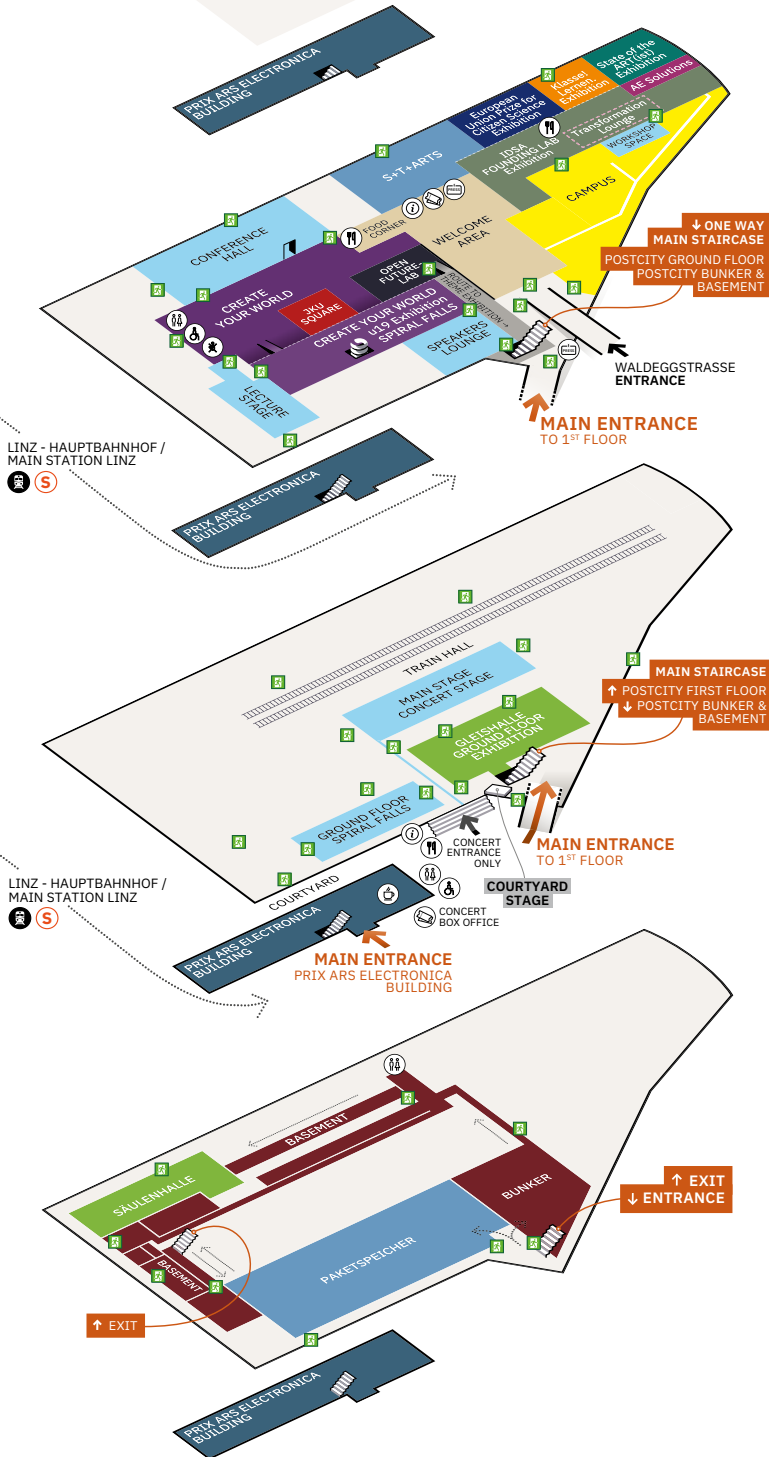 PRIX ARS ELECTRONICA
BUILDING
State of the
ART(ist)
Exhibition
Klasse!
Lernen.
Exhibition
AE Solutions
European
Union Prize for
Citizen Science
Exhibition
Transformation
Lounge
IDSA
FOUNDING LAB
Exhibition
WORKSHOP
SPACE
S+T+ARTS
CAMPUS
PRESS
i
FOOD
CORNER
WELCOME
AREA
CONFERENCE
HALL
↓ ONE WAY
MAIN STAIRCASE
POSTCITY GROUND FLOOR
POSTCITY BUNKER &
BASEMENT
OPEN
FUTURE-
LAB
ROUTE TO
THEME EXHIBITION →
CREATE
YOUR WORLD
JKU
SQUARE
CREATE YOUR WORLD
u19 Exhibition
SPIRAL FALLS
SPEAKERS
LOUNGE
PRESS
WALDEGGSTRASSE
ENTRANCE
LECTURE
STAGE
MAIN ENTRANCE
TO 1ST FLOOR
LINZ - HAUPTBAHNHOF /
MAIN STATION LINZ
S
PRIX ARS ELECTRONICA
BUILDING
TRAIN HALL
MAIN STAGE
CONCERT STAGE
MAIN STAIRCASE
↑ POSTCITY FIRST FLOOR
↓ POSTCITY BUNKER &
BASEMENT
GLEISHALLE
GROUND FLOOR
EXHIBITION
GROUND FLOOR
SPIRAL FALLS
i
CONCERT
ENTRANCE
ONLY
MAIN ENTRANCE
TO 1ST FLOOR
LINZ - HAUPTBAHNHOF /
MAIN STATION LINZ
S
COURTYARD
COURTYARD
STAGE
CONCERT
BOX OFFICE
PRIX ARS ELECTRONICA
BUILDING
MAIN ENTRANCE
PRIX ARS ELECTRONICA
BUILDING
BASEMENT
SÄULENHALLE
BUNKER
↑ EXIT
↓ ENTRANCE
PAKETSPEICHER
BASEMENT
↑ EXIT
PRIX ARS ELECTRONICA
BUILDING